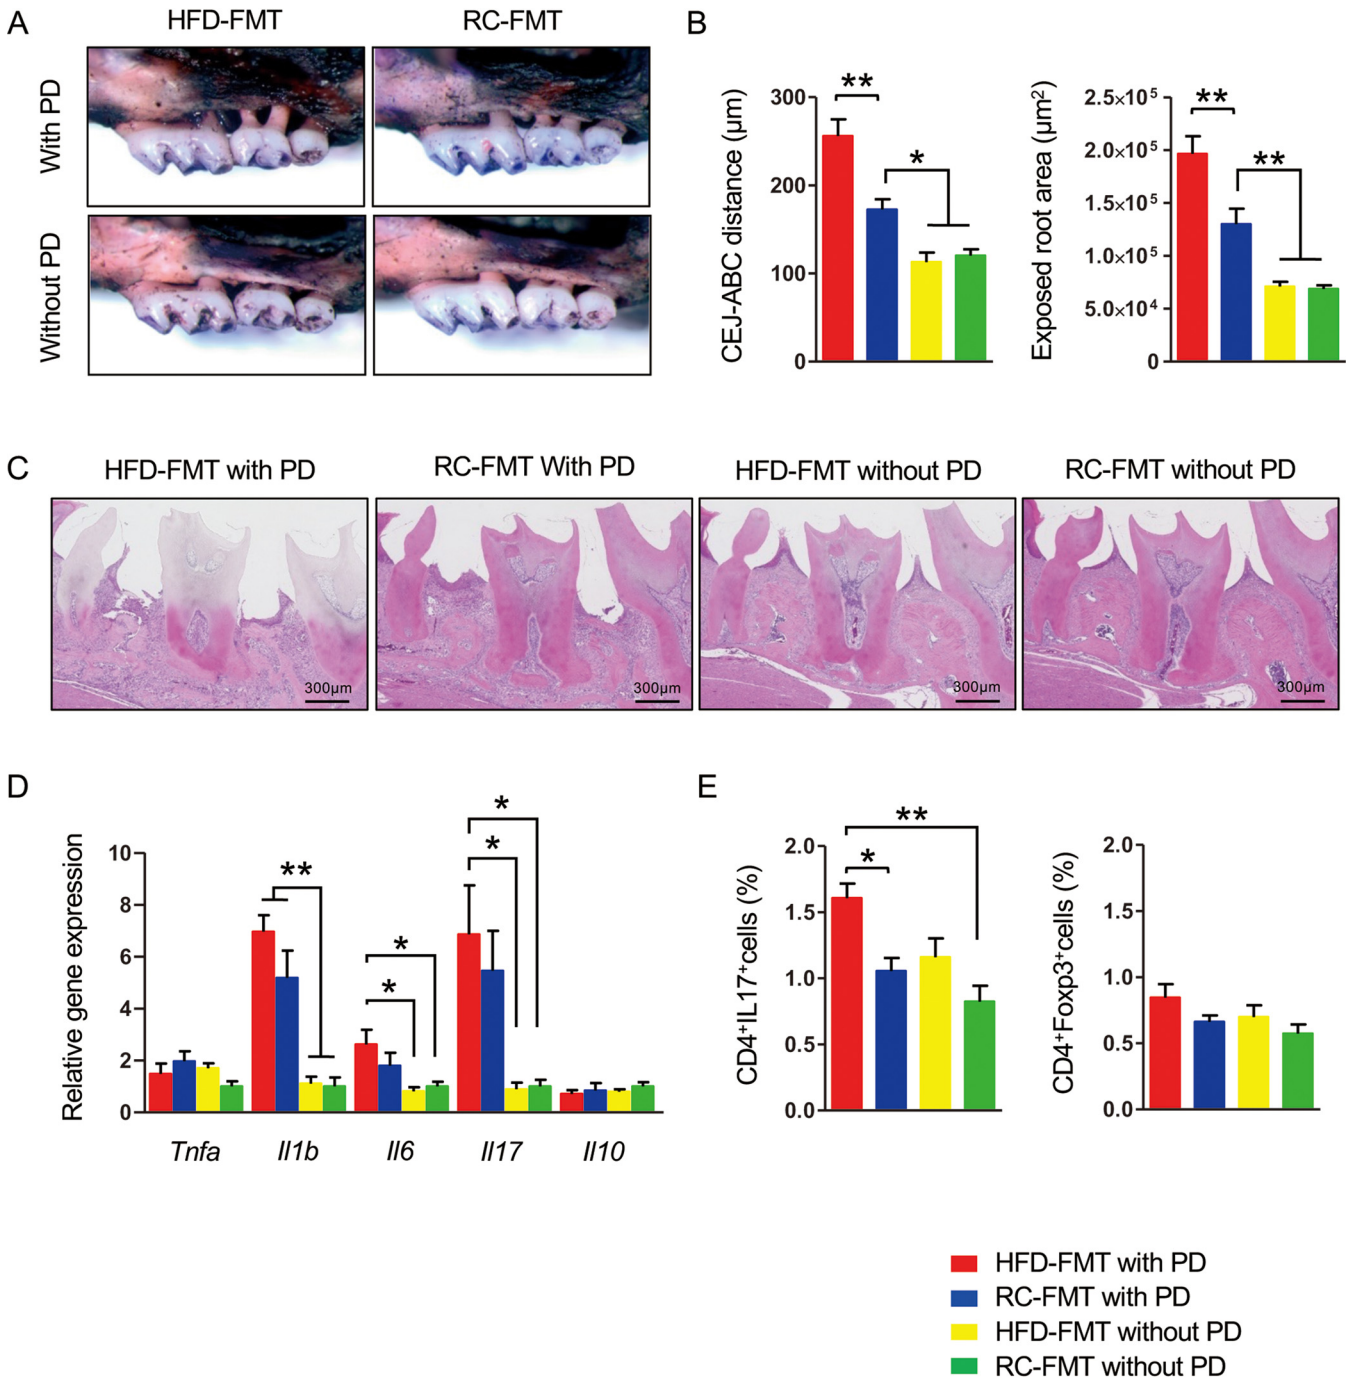 A
HFD-FMT
RC-FMT
With PD
Without PD
B
CEJ-ABC distance (μm)
300
200
100
0
**
*
Exposed root area (μm²)
2.5×10⁵
2.0×10⁵
1.5×10⁵
1.0×10⁵
5.0×10⁴
0
**
**
C
HFD-FMT with PD
RC-FMT With PD
HFD-FMT without PD
RC-FMT without PD
300μm
300μm
300μm
300μm
D
Relative gene expression
10
8
6
4
2
0
**
*
*
*
*
Tnfa
Il1b
Il6
Il17
Il10
E
CD4⁺IL17⁺cells (%)
2.0
1.5
1.0
0.5
0.0
**
*
CD4⁺Foxp3⁺cells (%)
2.0
1.5
1.0
0.5
0.0
HFD-FMT with PD
RC-FMT with PD
HFD-FMT without PD
RC-FMT without PD